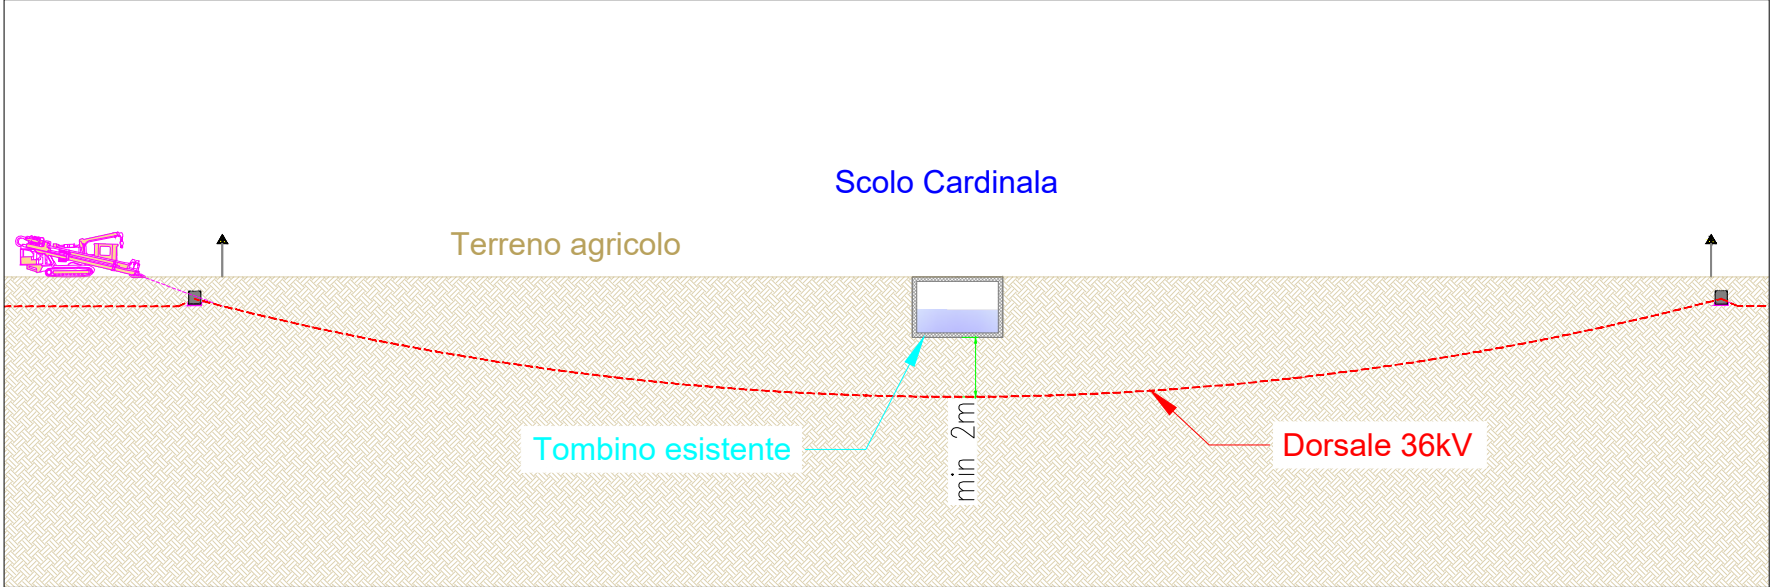 Scolo Cardinala
Terreno agricolo
Tombino esistente
min 2m
Dorsale 36kV